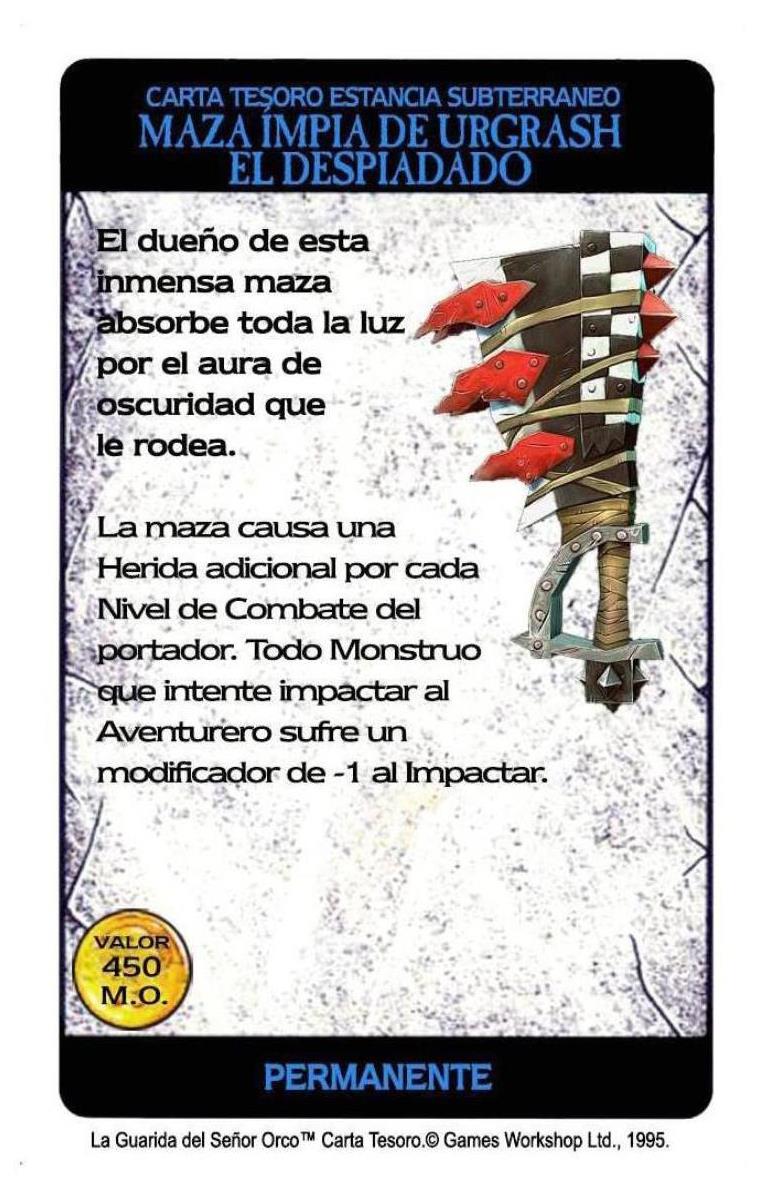 CARTA TESORO ESTANCIA SUBTERRANEO
MAZA ÍMPIA DE URGRASH
EL DESPIADADO
El dueño de esta
inmensa maza
absorbe toda la luz
por el aura de
oscuridad que
le rodea.
La maza causa una
Herida adicional por cada
Nivel de Combate del
portador. Todo Monstruo
que intente impactar al
Aventurero sufre un
modificador de -1 al Impactar.
VALOR
450
M.O.
PERMANENTE
La Guarida del Señor Orco™ Carta Tesoro.© Games Workshop Ltd., 1995.